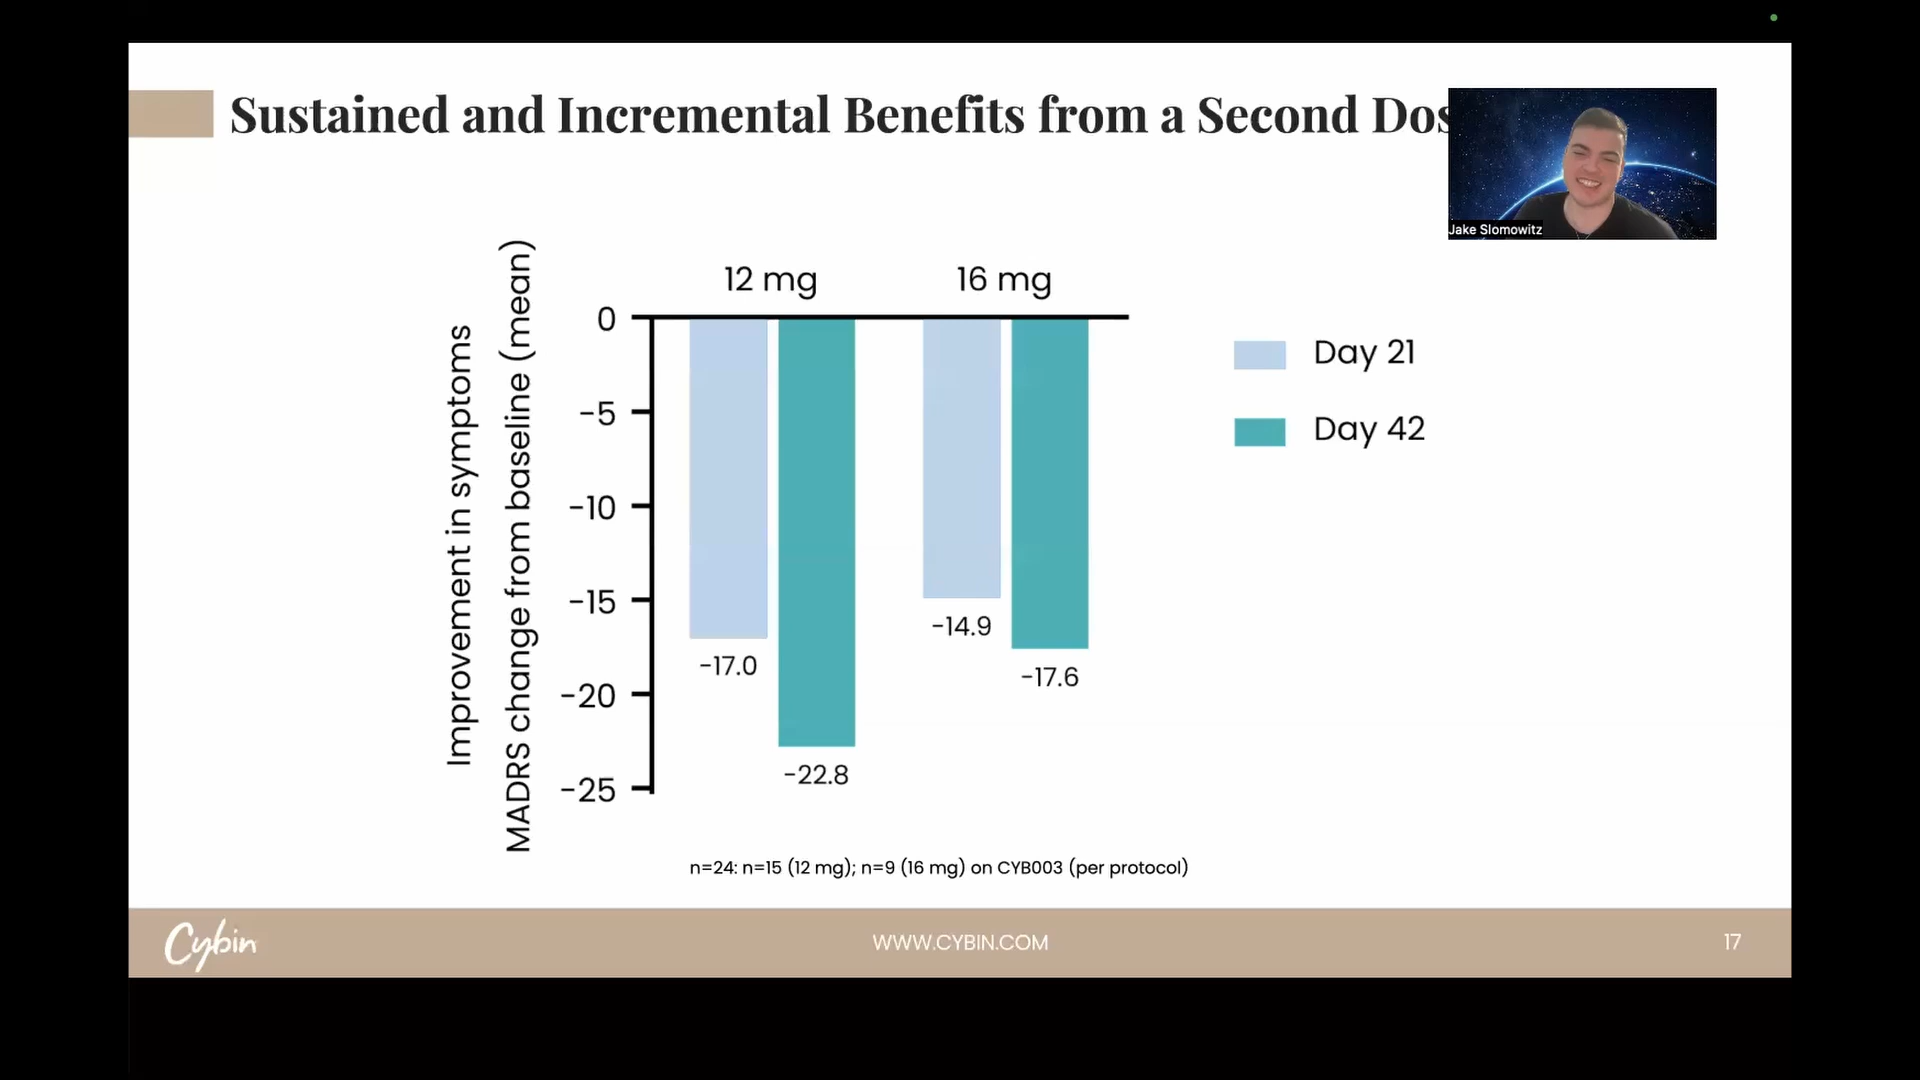 Sustained and Incremental Benefits from a Second Dos
Jake Slomowitz
12 mg
16 mg
Improvement in symptoms
MADRS change from baseline (mean)
0
-5
-10
-15
-20
-25
-17.0
-22.8
-14.9
-17.6
Day 21
Day 42
n=24: n=15 (12 mg); n=9 (16 mg) on CYB003 (per protocol)
Cybin
WWW.CYBIN.COM
17